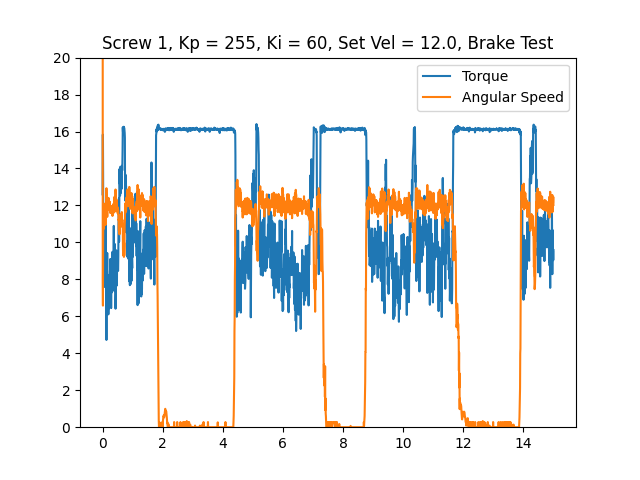 Screw 1, Kp = 255, Ki = 60, Set Vel = 12.0, Brake Test
Torque
Angular Speed
20
18
16
14
12
10
8
6
4
2
0
0 2 4 6 8 10 12 14